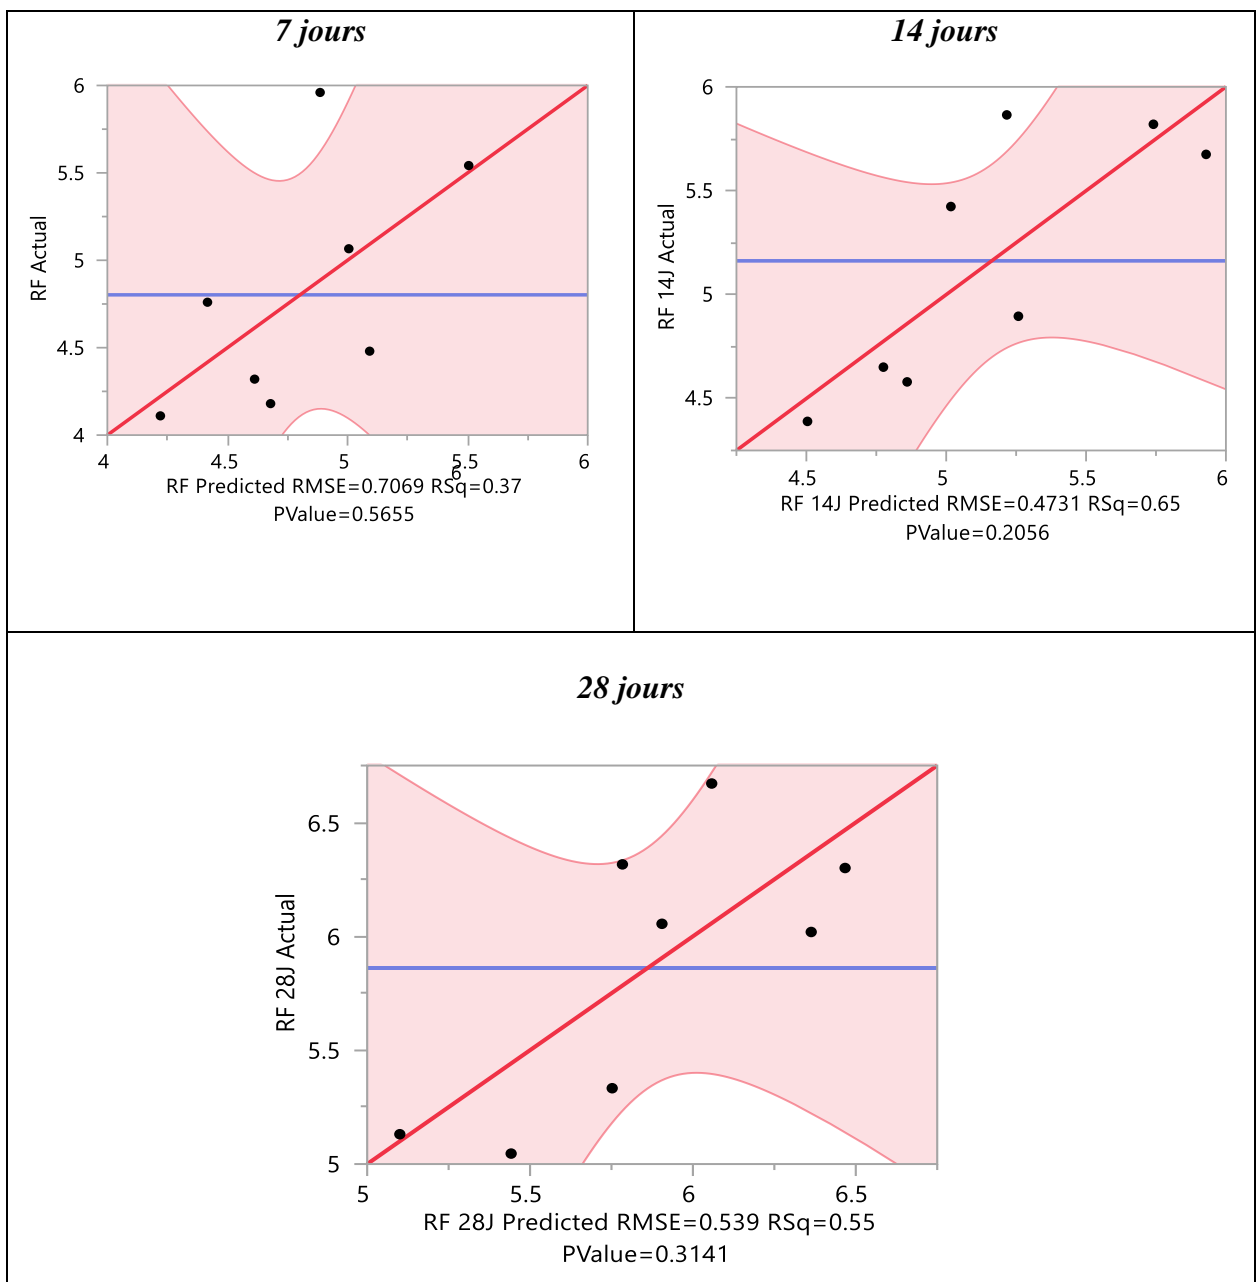 7 jours
6
5.5
5
4.5
4
RF Actual
4
4.5
5
5.5
6
RF Predicted RMSE=0.7069 RSq=0.37
PValue=0.5655
14 jours
6
5.5
5
4.5
RF 14J Actual
4.5
5
5.5
6
RF 14J Predicted RMSE=0.4731 RSq=0.65
PValue=0.2056
28 jours
6.5
6
5.5
5
RF 28J Actual
5
5.5
6
6.5
RF 28J Predicted RMSE=0.539 RSq=0.55
PValue=0.3141